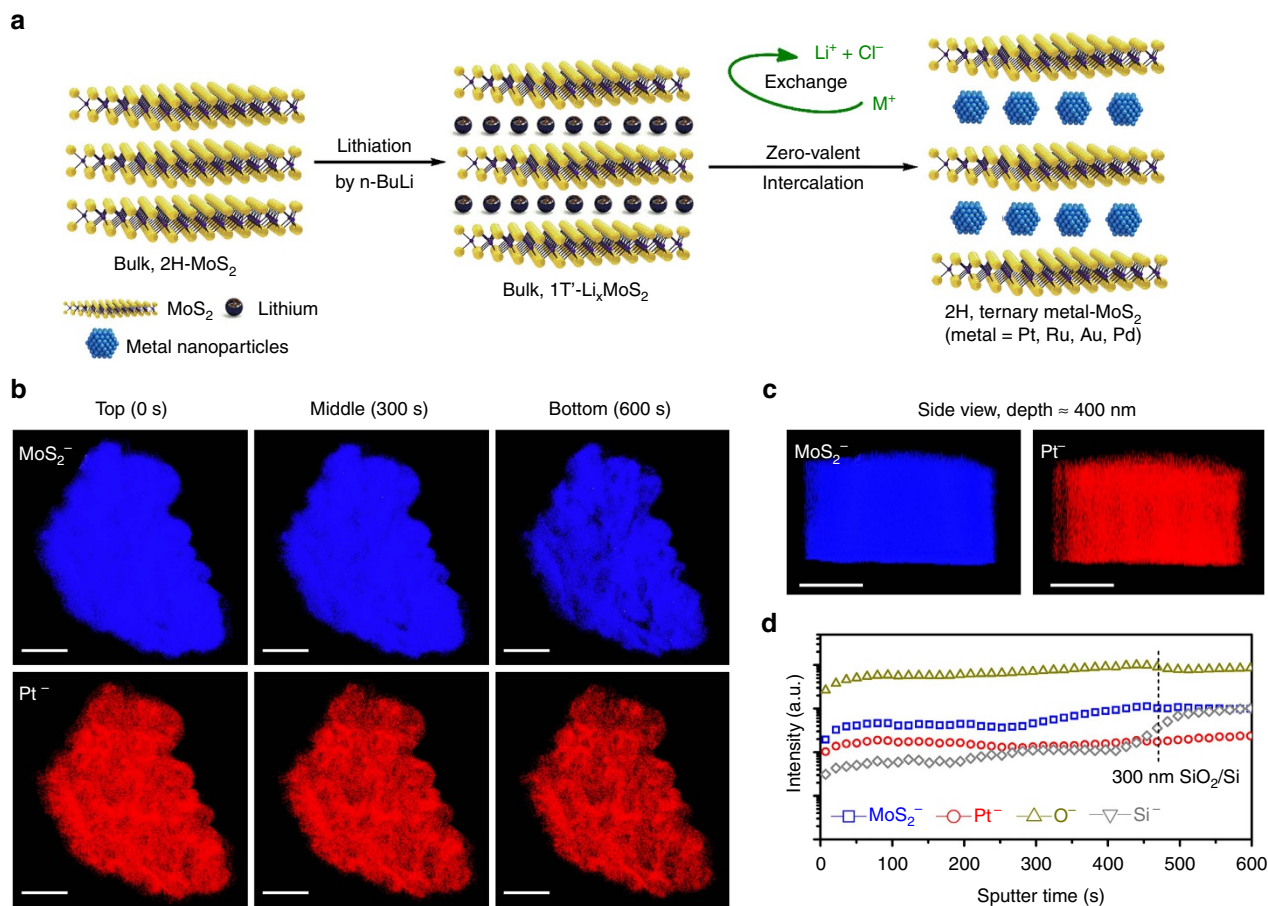 a
Li⁺ + Cl⁻
Exchange
M⁺
Lithiation
by n-BuLi
Zero-valent
Intercalation
Bulk, 2H-MoS₂
Bulk, 1T'-LiₓMoS₂
MoS₂
Lithium
Metal nanoparticles
2H, ternary metal-MoS₂
(metal = Pt, Ru, Au, Pd)
b
Top (0 s)
Middle (300 s)
Bottom (600 s)
MoS₂⁻
Pt⁻
c
Side view, depth ≈ 400 nm
MoS₂⁻
Pt⁻
d
Intensity (a.u.)
300 nm SiO₂/Si
MoS₂⁻
Pt⁻
O⁻
Si⁻
0
100
200
300
400
500
600
Sputter time (s)